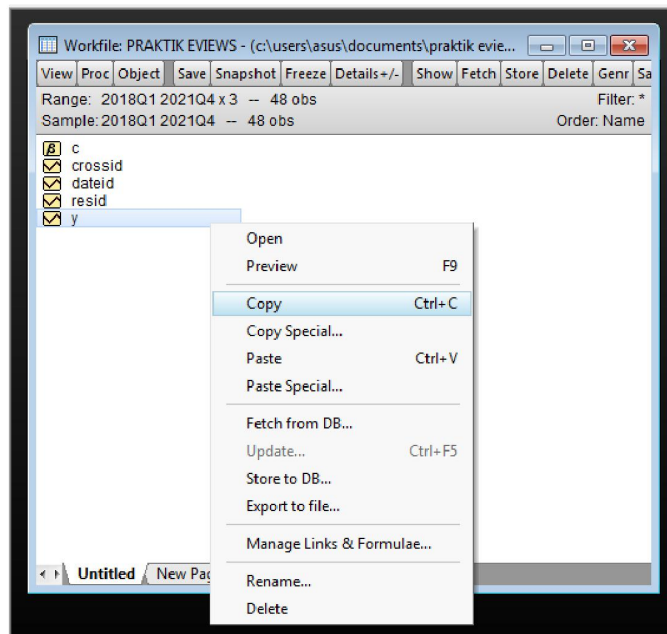 Workfile: PRAKTIK EVIEWS - (c:\users\asus\documents\praktik evie...
View Proc Object Save Snapshot Freeze Details+/- Show Fetch Store Delete Genr Sa
Range: 2018Q1 2021Q4 x 3 -- 48 obs Filter: *
Sample: 2018Q1 2021Q4 -- 48 obs Order: Name
β c
crossid
dateid
resid
y
Open
Preview F9
Copy Ctrl+C
Copy Special...
Paste Ctrl+V
Paste Special...
Fetch from DB...
Update... Ctrl+F5
Store to DB...
Export to file...
Manage Links & Formulae...
Rename...
Delete
Untitled New Pag